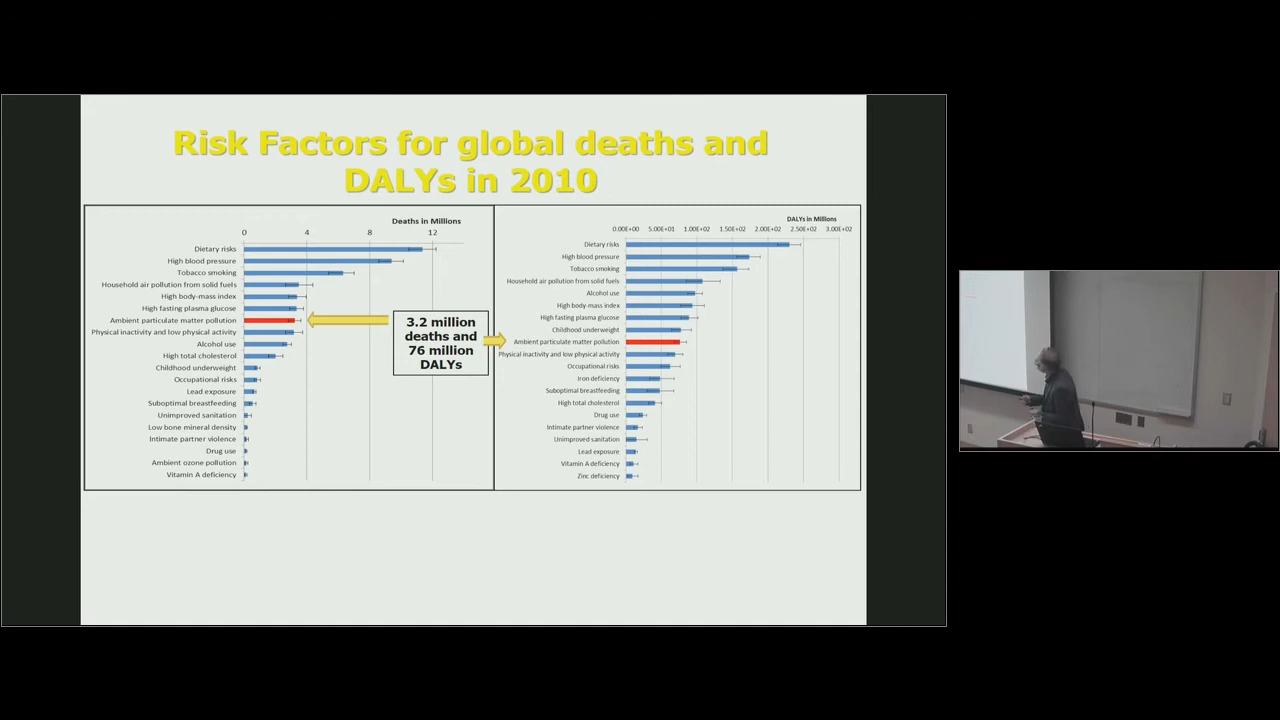 Risk Factors for global deaths and
DALYs in 2010
Deaths in Millions
0 4 8 12
Dietary risks
High blood pressure
Tobacco smoking
Household air pollution from solid fuels
High body-mass index
High fasting plasma glucose
Ambient particulate matter pollution
Physical inactivity and low physical activity
Alcohol use
High total cholesterol
Childhood underweight
Occupational risks
Lead exposure
Suboptimal breastfeeding
Unimproved sanitation
Low bone mineral density
Intimate partner violence
Drug use
Ambient ozone pollution
Vitamin A deficiency
3.2 million
deaths and
76 million
DALYs
DALYs in Millions
0.00E+00 5.00E+01 1.00E+02 1.50E+02 2.00E+02 2.50E+02 3.00E+02
Dietary risks
High blood pressure
Tobacco smoking
Household air pollution from solid fuels
Alcohol use
High body-mass index
High fasting plasma glucose
Childhood underweight
Ambient particulate matter pollution
Physical inactivity and low physical activity
Occupational risks
Iron deficiency
Suboptimal breastfeeding
High total cholesterol
Drug use
Intimate partner violence
Unimproved sanitation
Lead exposure
Vitamin A deficiency
Zinc deficiency